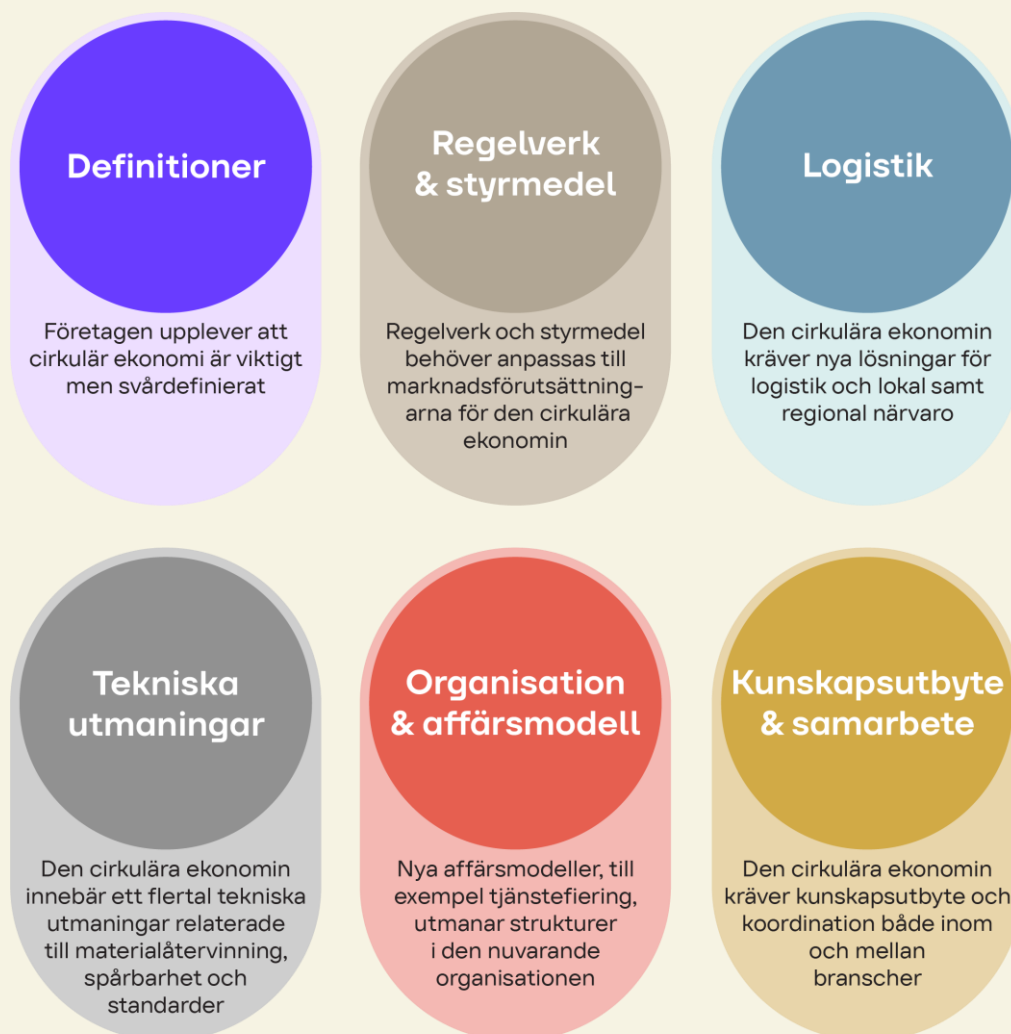 Definitioner
Företagen upplever att
cirkulär ekonomi är viktigt
men svårdefinierat
Regelverk
& styrmedel
Regelverk och styrmedel
behöver anpassas till
marknadsförutsättning-
arna för den cirkulära
ekonomin
Logistik
Den cirkulära ekonomin
kräver nya lösningar för
logistik och lokal samt
regional närvaro
Tekniska
utmaningar
Den cirkulära ekonomin
innebär ett flertal tekniska
utmaningar relaterade
till materialåtervinning,
spårbarhet och
standarder
Organisation
& affärsmodell
Nya affärsmodeller, till
exempel tjänstefiering,
utmanar strukturer
i den nuvarande
organisationen
Kunskapsutbyte
& samarbete
Den cirkulära ekonomin
kräver kunskapsutbyte och
koordination både inom
och mellan
branscher